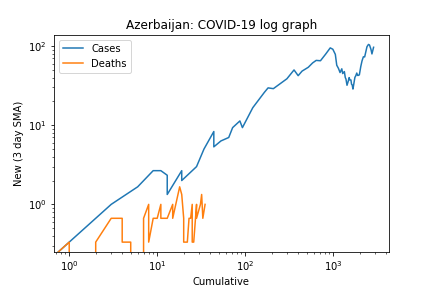 Azerbaijan: COVID-19 log graph
Cases
Deaths
New (3 day SMA)
10²
10¹
10⁰
10⁰ 10¹ 10² 10³
Cumulative